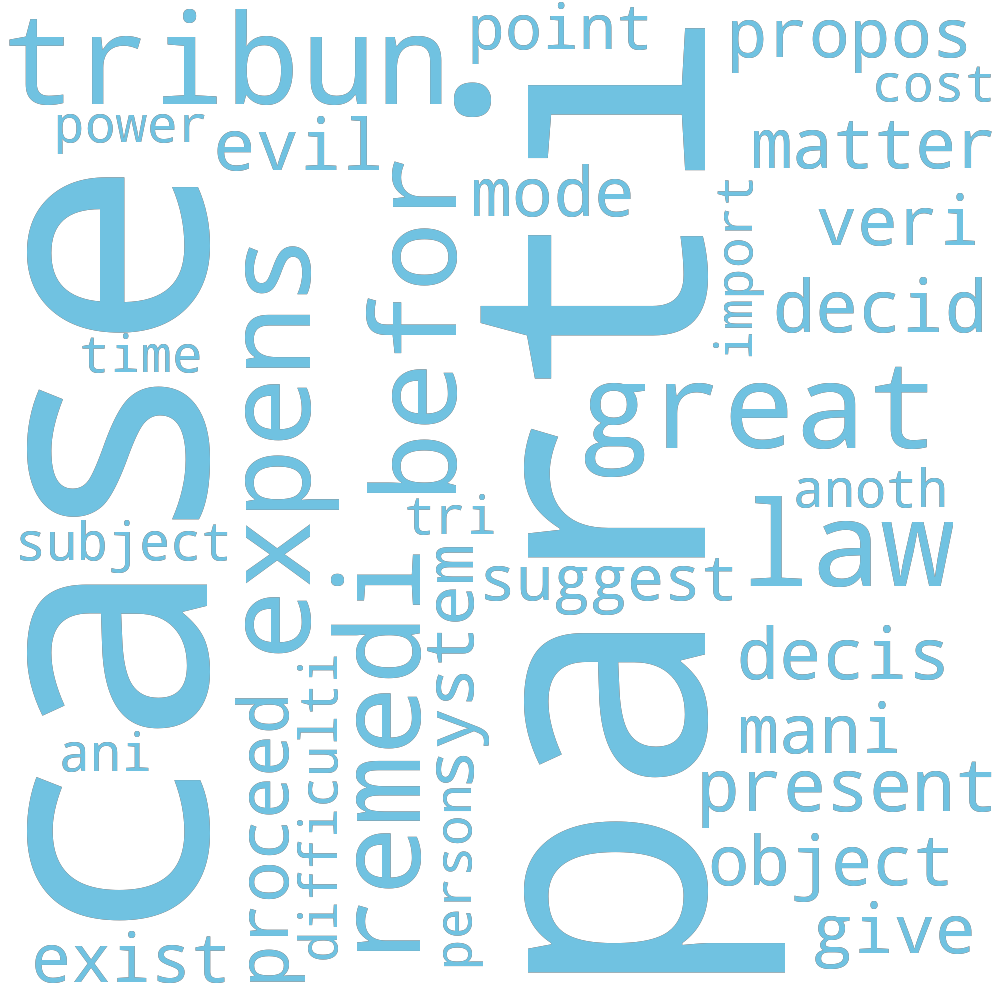 tribun
point
propos
cost
power
evil
matter
case
parti
mode
import
veri
before
expens
decid
time
great
anoth
tri
law
subject
suggest
remedi
system
decis
difficulti
proceed
mani
ani
person
present
object
give
exist